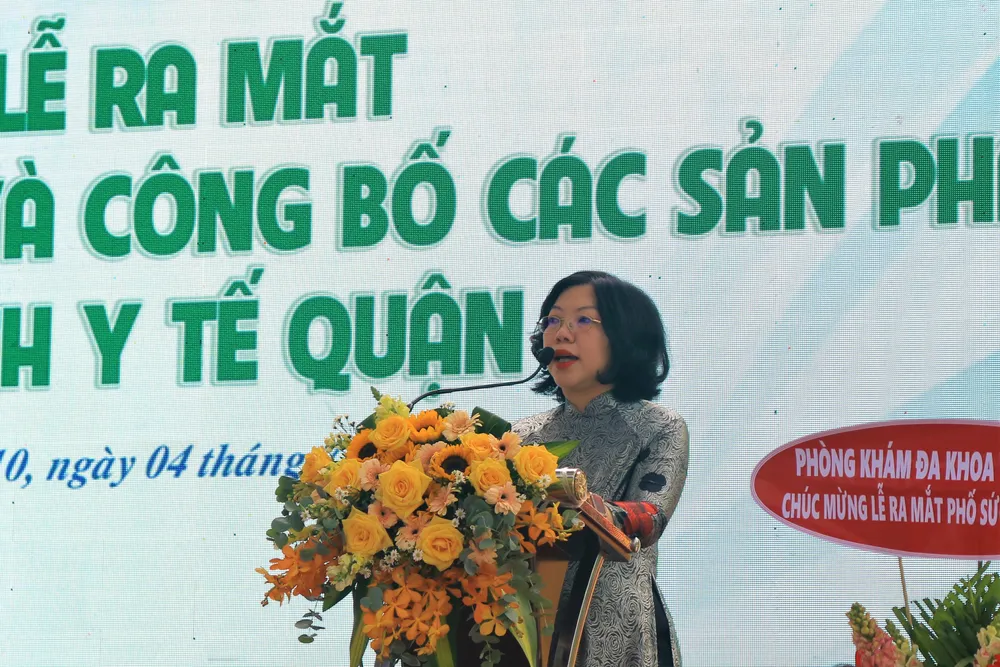 LỄ RA MẮT
VÀ CÔNG BỐ CÁC SẢN PH
H Y TẾ QUẬN
10, ngày 04 tháng
PHÒNG KHÁM ĐA KHOA
CHÚC MỪNG LỄ RA MẮT PHỐ SỨ